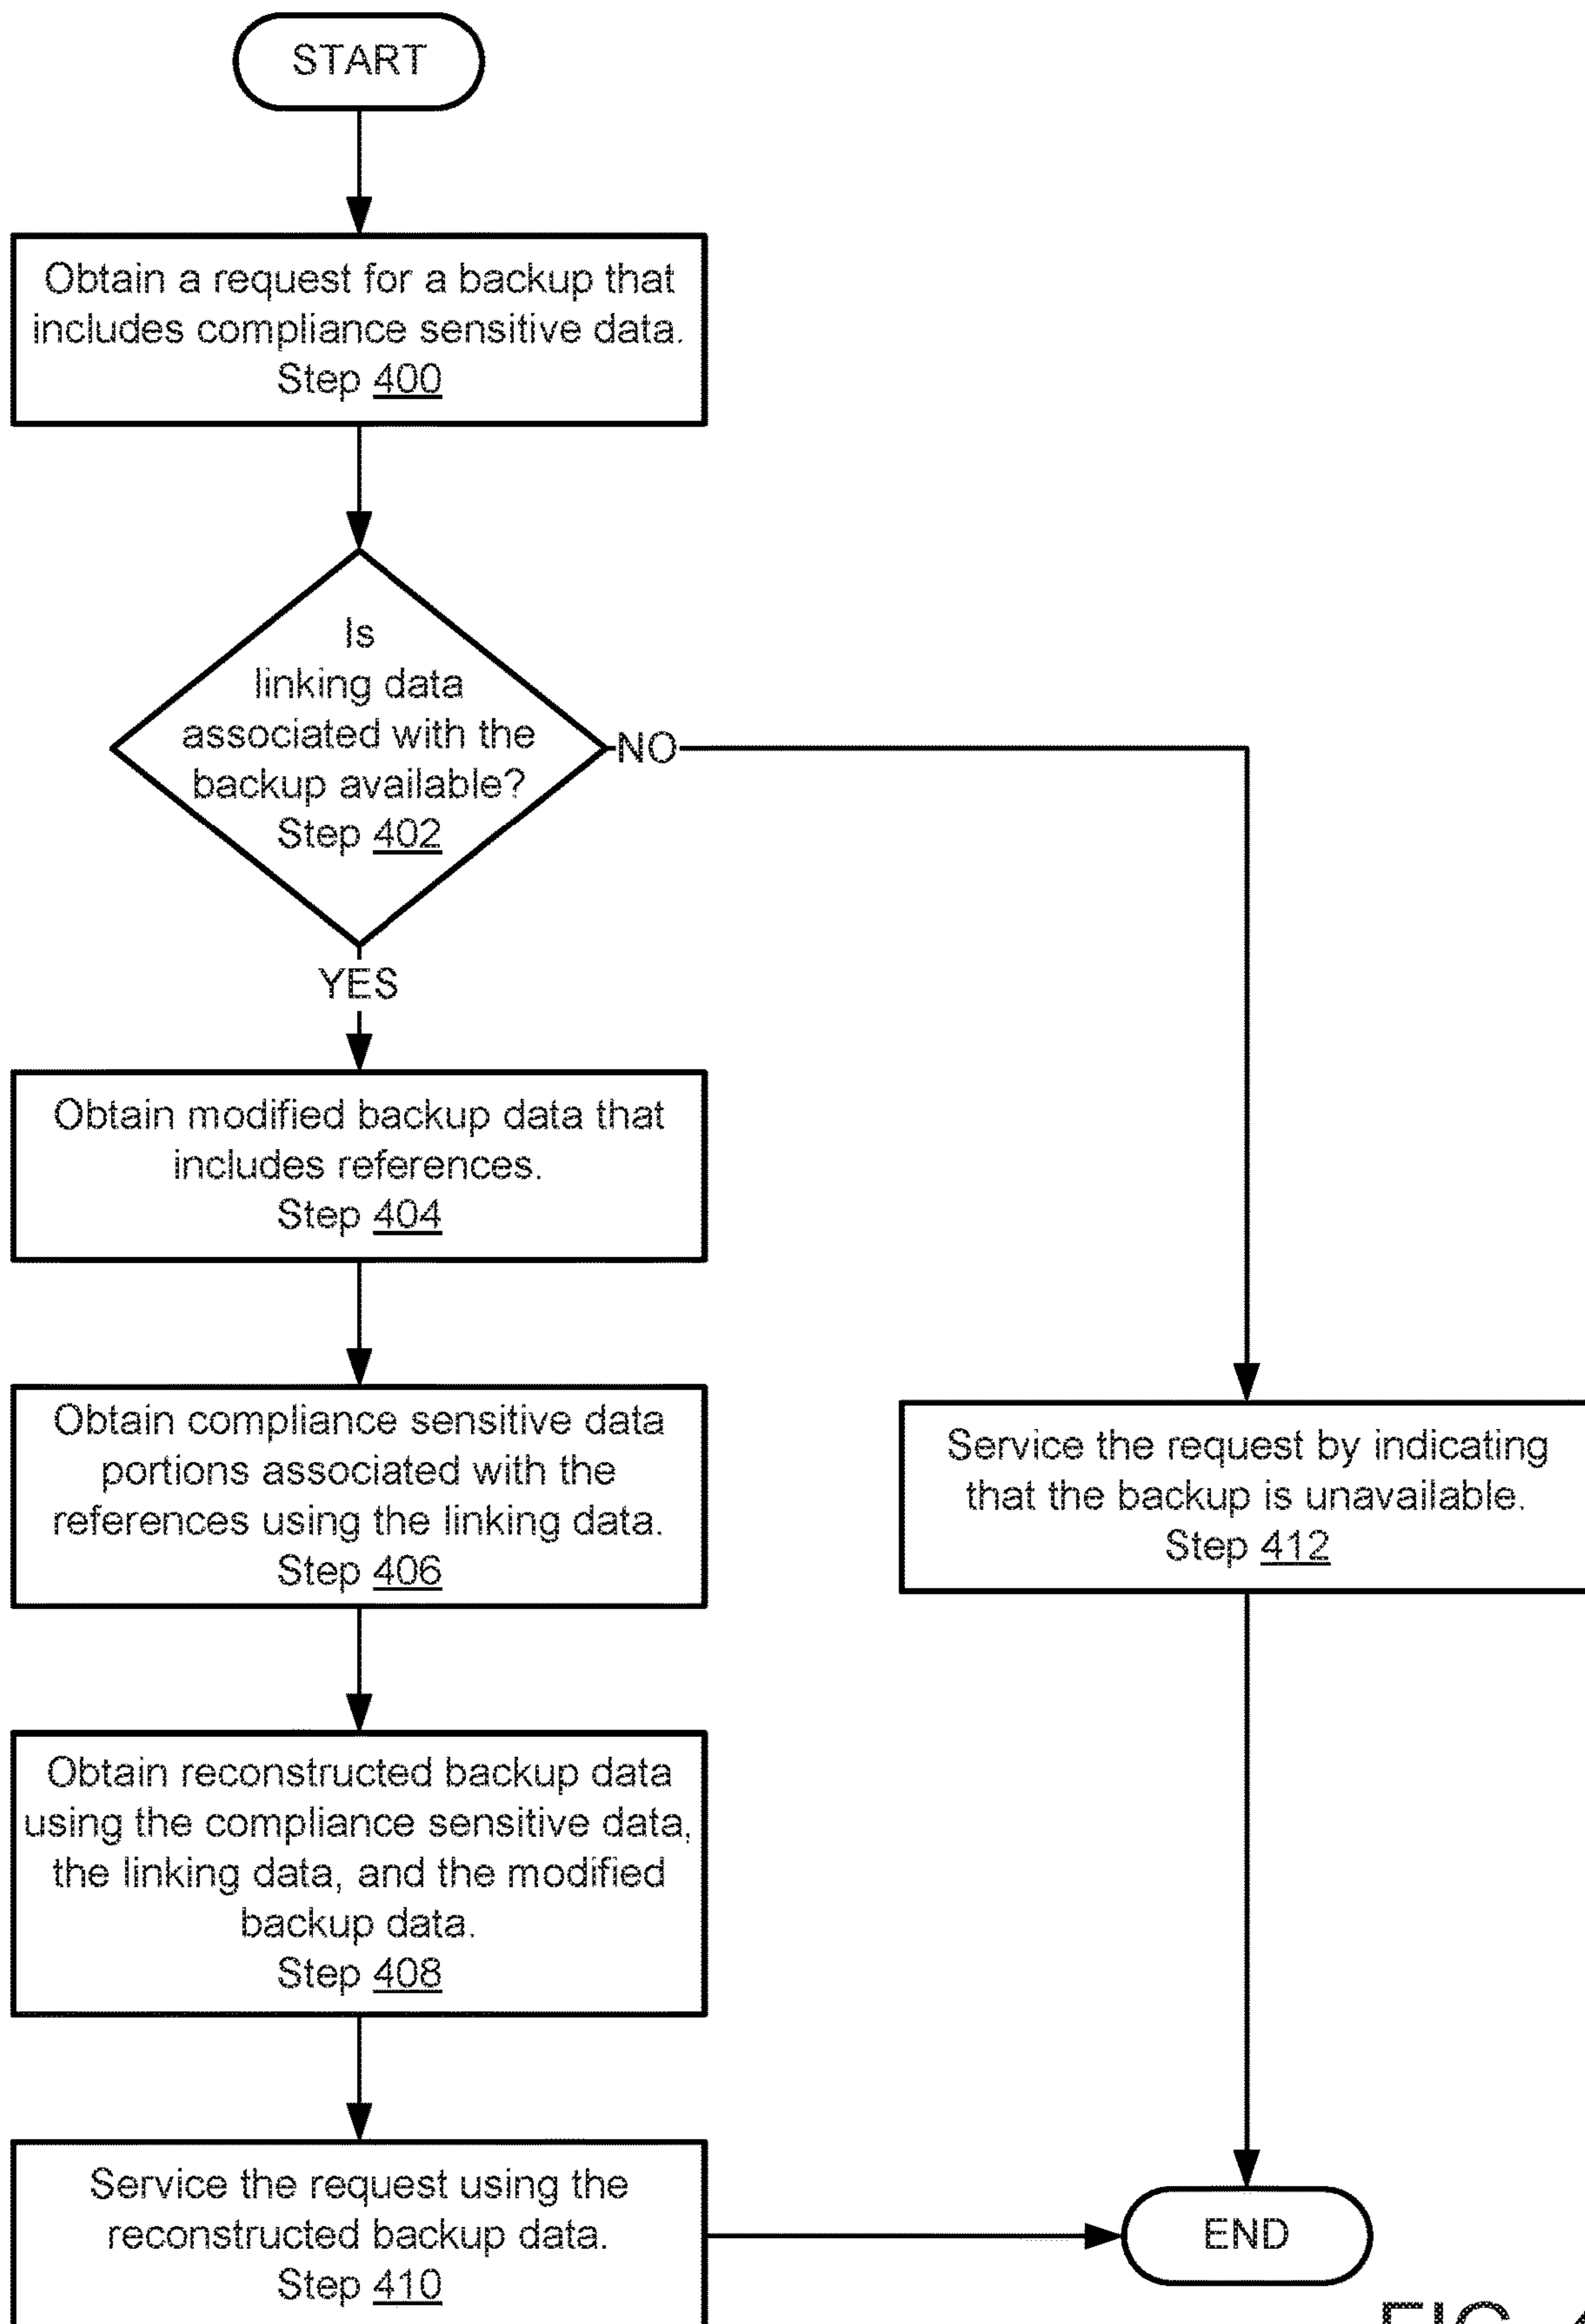 START
Obtain a request for a backup that
includes compliance sensitive data.
Step 400
Is
linking data
associated with the
backup available?
Step 402
NO
YES
Obtain modified backup data that
includes references.
Step 404
Obtain compliance sensitive data
portions associated with the
references using the linking data.
Step 406
Service the request by indicating
that the backup is unavailable.
Step 412
Obtain reconstructed backup data
using the compliance sensitive data,
the linking data, and the modified
backup data.
Step 408
Service the request using the
reconstructed backup data.
Step 410
END
FIG.